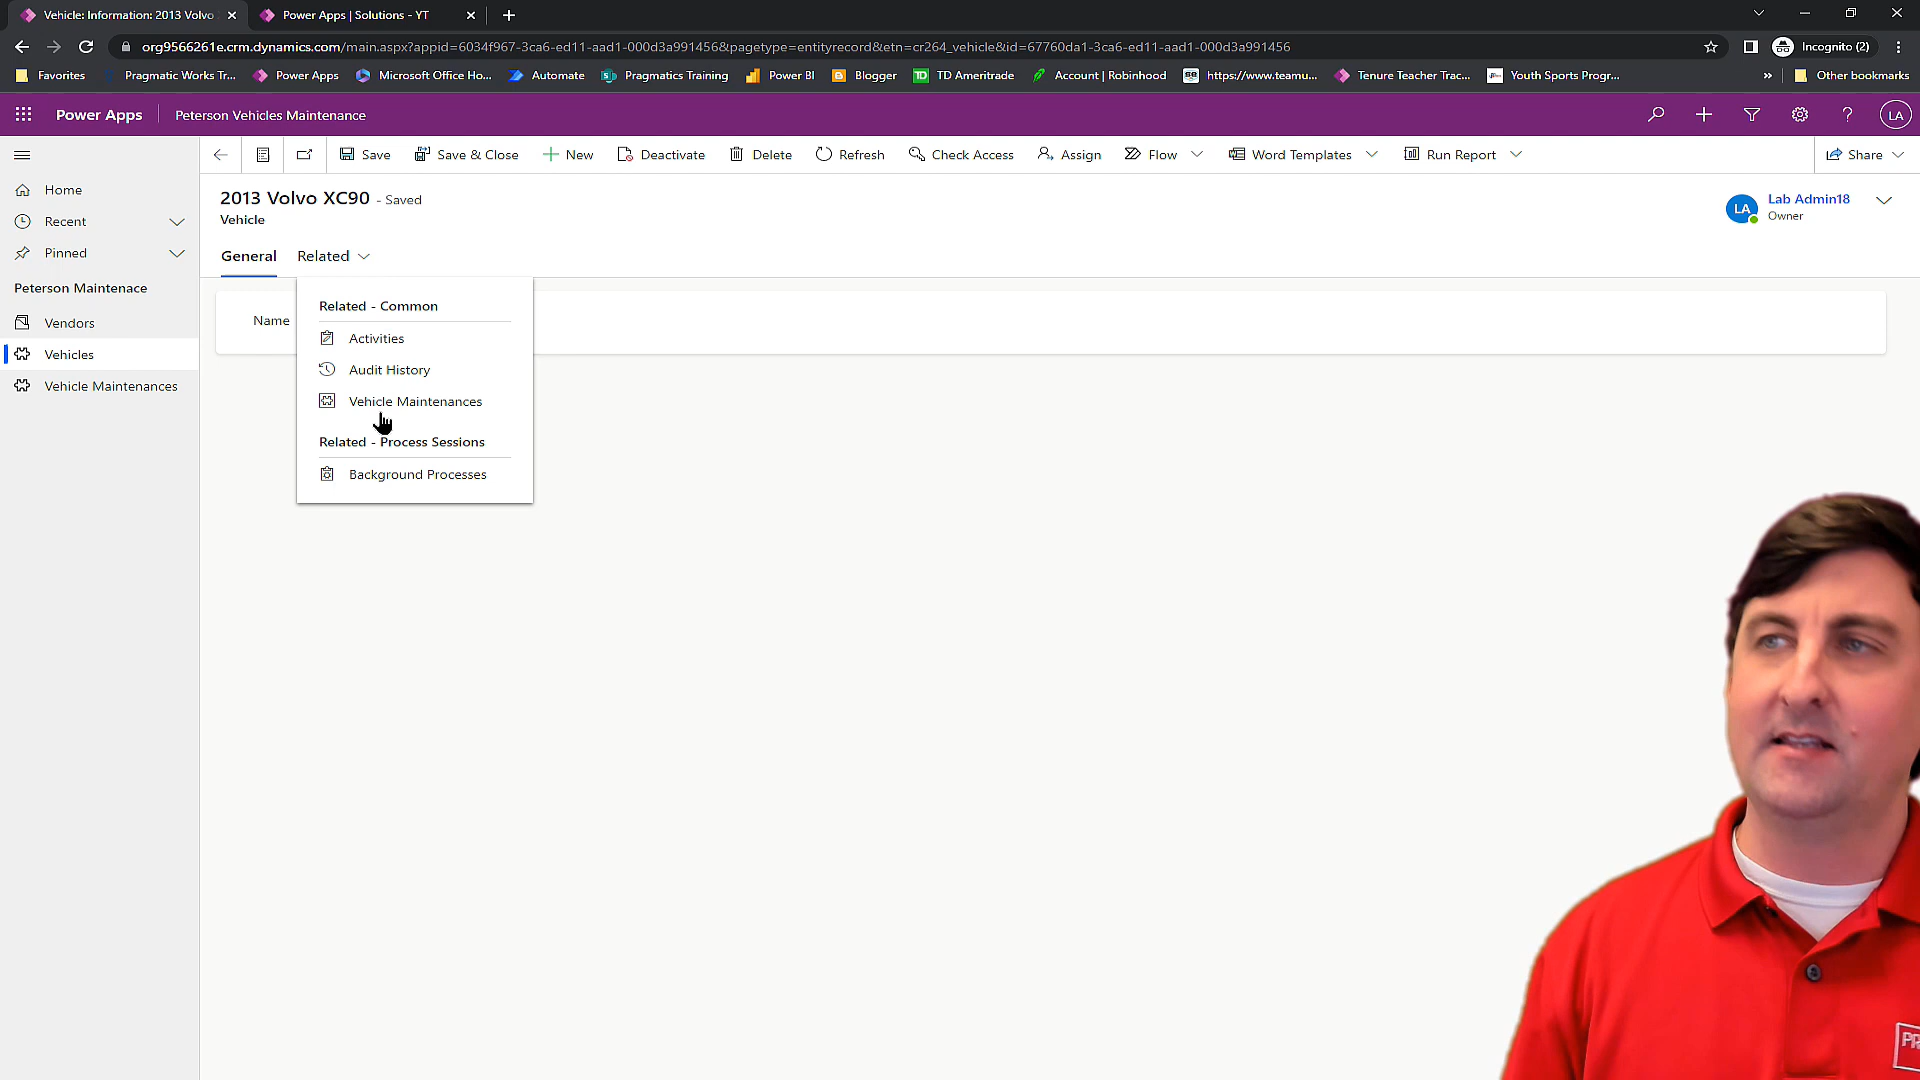 Vehicle: Information: 2013 Volvo
Power Apps | Solutions - YT
org9566261e.crm.dynamics.com/main.aspx?appid=6034f967-3ca6-ed11-aad1-000d3a991456&pagetype=entityrecord&etn=cr264_vehicle&id=67760da1-3ca6-ed11-aad1-000d3a991456
Incognito (2)
Favorites
Pragmatic Works Tr...
Power Apps
Microsoft Office Ho...
Automate
Pragmatics Training
Power BI
Blogger
TD Ameritrade
Account | Robinhood
https://www.teamu...
Tenure Teacher Trac...
Youth Sports Progr...
»
Other bookmarks
Power Apps
Peterson Vehicles Maintenance
LA
Save
Save & Close
New
Deactivate
Delete
Refresh
Check Access
Assign
Flow
Word Templates
Run Report
Share
Home
Recent
Pinned
Peterson Maintenace
Vendors
Vehicles
Vehicle Maintenances
2013 Volvo XC90 - Saved
Vehicle
LA
Lab Admin18
Owner
General
Related
Name
Related - Common
Activities
Audit History
Vehicle Maintenances
Related - Process Sessions
Background Processes
PR